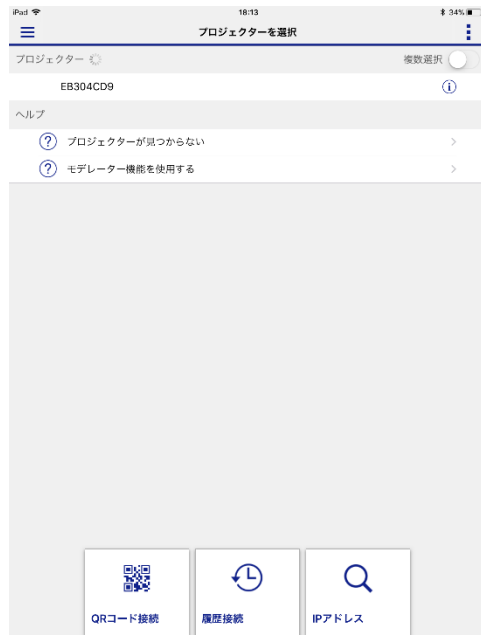 iPad 18:13 34%
プロジェクターを選択
プロジェクター 複数選択
EB304CD9
ヘルプ
プロジェクターが見つからない
モデレーター機能を使用する
QRコード接続 履歴接続 IPアドレス